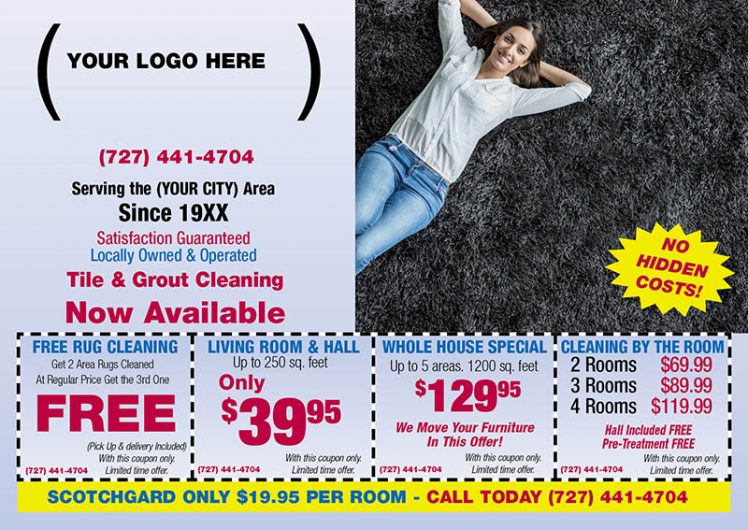 ( YOUR LOGO HERE )
(727) 441-4704
Serving the (YOUR CITY) Area
Since 19XX
Satisfaction Guaranteed
Locally Owned & Operated
Tile & Grout Cleaning
Now Available
NO
HIDDEN
COSTS!
FREE RUG CLEANING
Get 2 Area Rugs Cleaned
At Regular Price Get the 3rd One
FREE
(Pick Up & delivery Included)
With this coupon only.
(727) 441-4704 Limited time offer.
LIVING ROOM & HALL
Up to 250 sq. feet
Only
$3995
With this coupon only.
(727) 441-4704 Limited time offer.
WHOLE HOUSE SPECIAL
Up to 5 areas. 1200 sq. feet
$12995
We Move Your Furniture
In This Offer!
With this coupon only.
(727) 441-4704 Limited time offer.
CLEANING BY THE ROOM
2 Rooms $69.99
3 Rooms $89.99
4 Rooms $119.99
Hall Included FREE
Pre-Treatment FREE
With this coupon only.
(727) 441-4704 Limited time offer.
SCOTCHGARD ONLY $19.95 PER ROOM - CALL TODAY (727) 441-4704